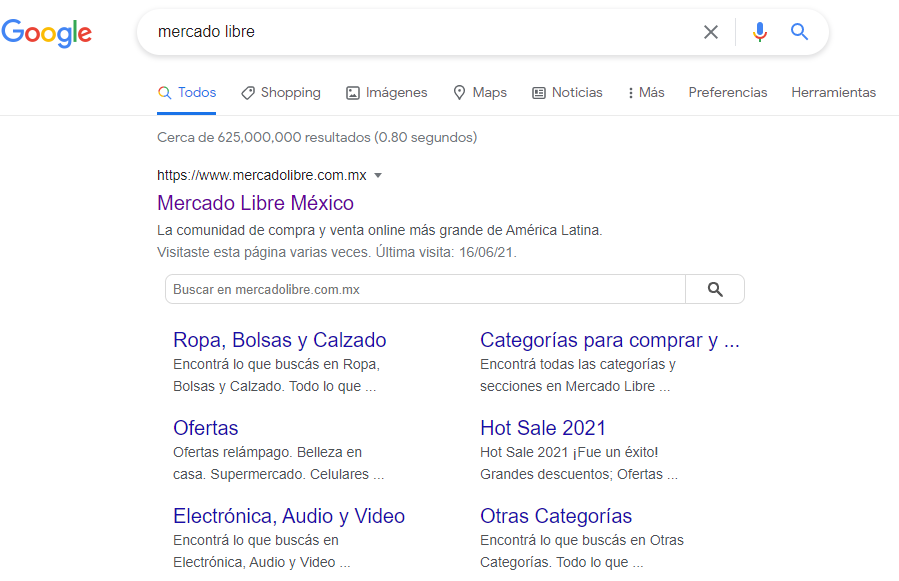 Google
mercado libre
Todos Shopping Imágenes Maps Noticias Más Preferencias Herramientas
Cerca de 625,000,000 resultados (0.80 segundos)
https://www.mercadolibre.com.mx
Mercado Libre México
La comunidad de compra y venta online más grande de América Latina.
Visitaste esta página varias veces. Última visita: 16/06/21.
Buscar en mercadolibre.com.mx
Ropa, Bolsas y Calzado
Encontrá lo que buscás en Ropa,
Bolsas y Calzado. Todo lo que ...
Categorías para comprar y ...
Encontrá todas las categorías y
secciones en Mercado Libre ...
Ofertas
Ofertas relámpago. Belleza en
casa. Supermercado. Celulares ...
Hot Sale 2021
Hot Sale 2021 ¡Fue un éxito!
Grandes descuentos; Ofertas ...
Electrónica, Audio y Video
Encontrá lo que buscás en
Electrónica, Audio y Video ...
Otras Categorías
Encontrá lo que buscás en Otras
Categorías. Todo lo que ...